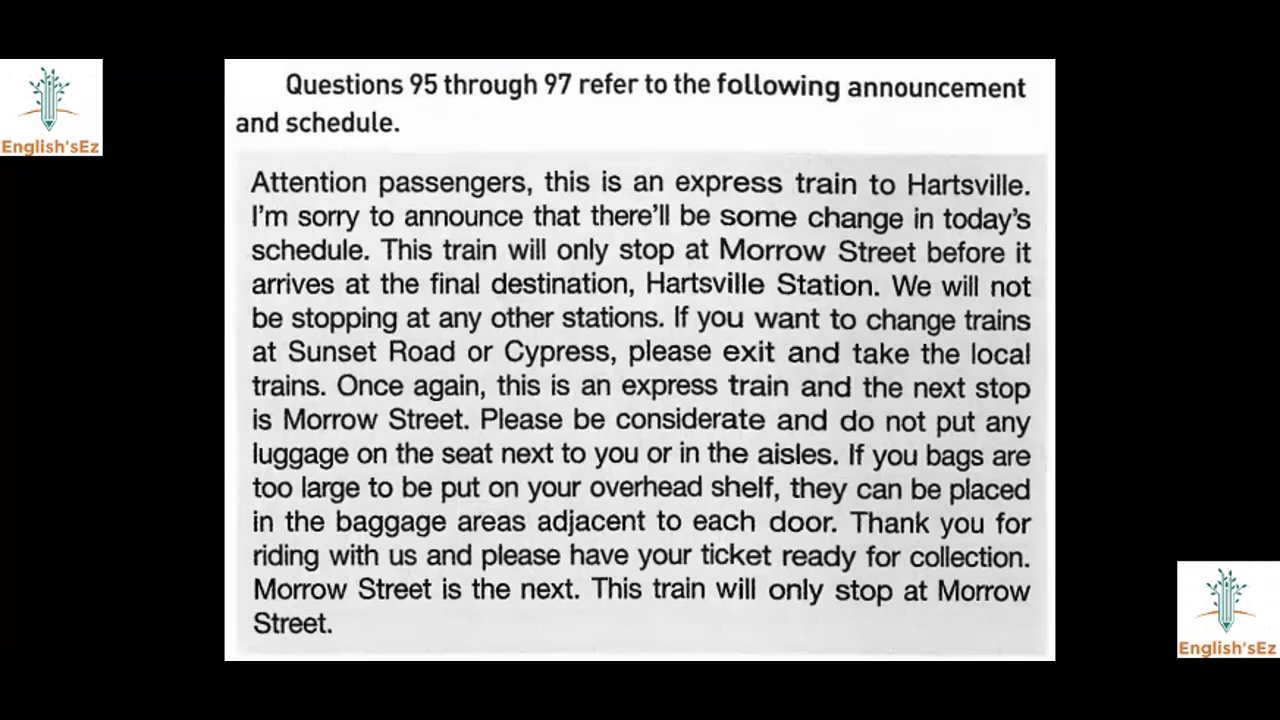 English'sEz
Questions 95 through 97 refer to the following announcement
and schedule.
Attention passengers, this is an express train to Hartsville.
I'm sorry to announce that there'll be some change in today's
schedule. This train will only stop at Morrow Street before it
arrives at the final destination, Hartsville Station. We will not
be stopping at any other stations. If you want to change trains
at Sunset Road or Cypress, please exit and take the local
trains. Once again, this is an express train and the next stop
is Morrow Street. Please be considerate and do not put any
luggage on the seat next to you or in the aisles. If you bags are
too large to be put on your overhead shelf, they can be placed
in the baggage areas adjacent to each door. Thank you for
riding with us and please have your ticket ready for collection.
Morrow Street is the next. This train will only stop at Morrow
Street.
English'sEz